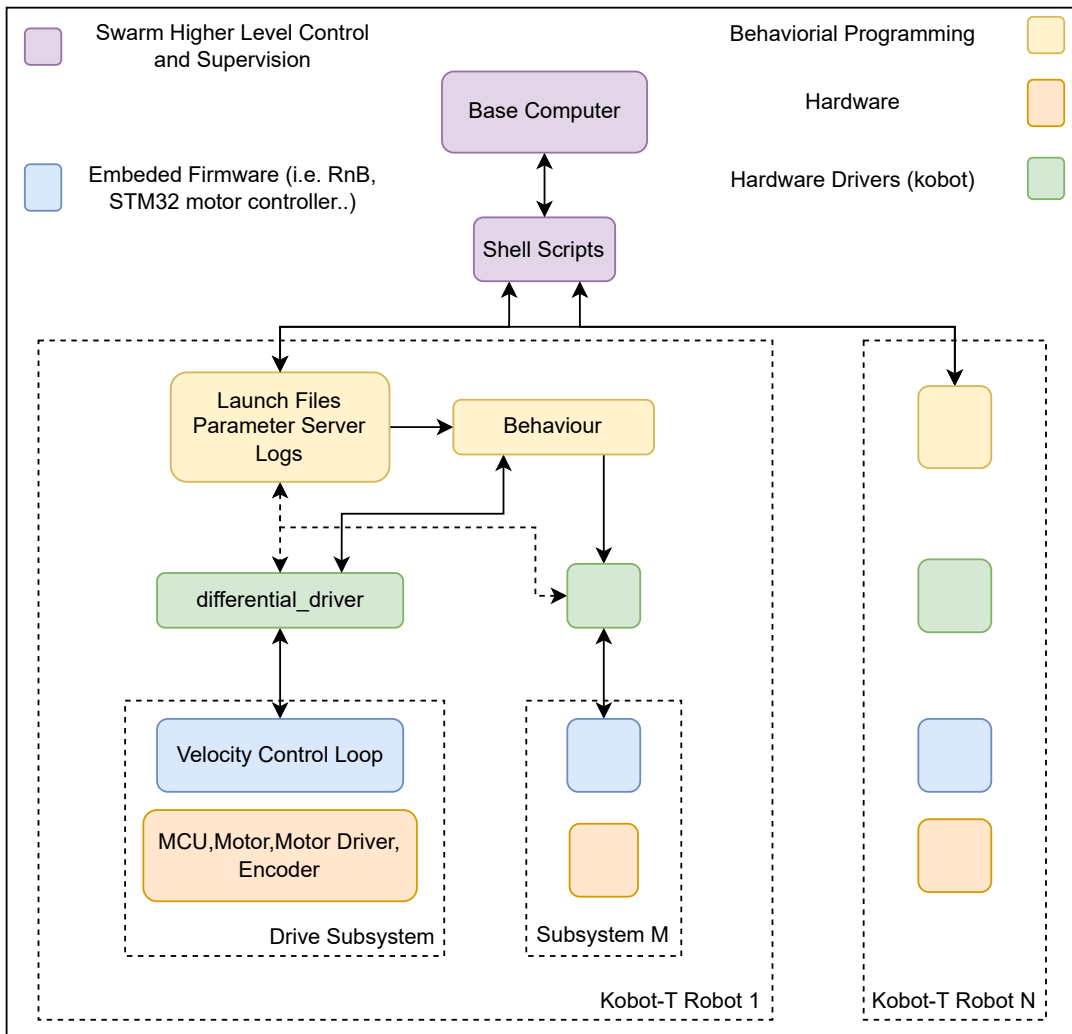 Swarm Higher Level Control
and Supervision
Behaviorial Programming
Base Computer
Hardware
Embeded Firmware (i.e. RnB,
STM32 motor controller..)
Hardware Drivers (kobot)
Shell Scripts
Launch Files
Parameter Server
Logs
Behaviour
differential_driver
Velocity Control Loop
MCU,Motor,Motor Driver,
Encoder
Drive Subsystem
Subsystem M
Kobot-T Robot 1
Kobot-T Robot N